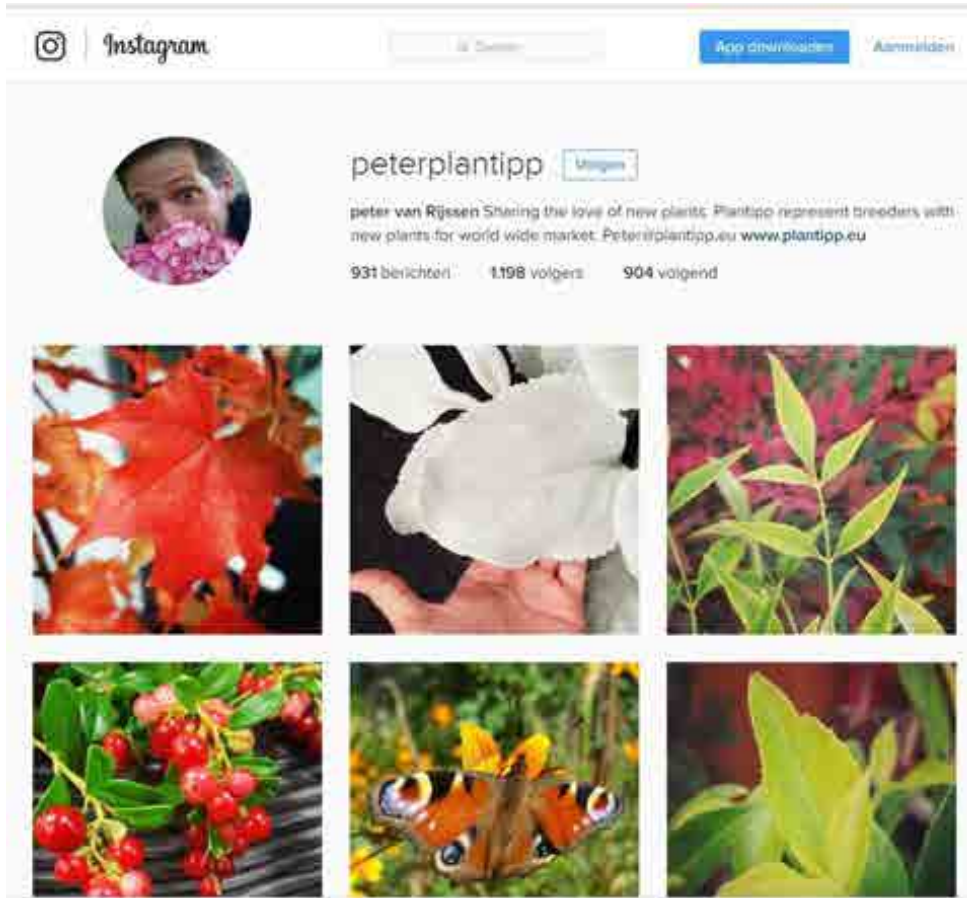 Instagram
App downloaden Aanmelden
peterplantipp Volgen
peter van Rijssen Sharing the love of new plants. Plantipp represent breeders with
new plants for world wide market. Peter@plantipp.eu www.plantipp.eu
931 berichten 1.198 volgers 904 volgend